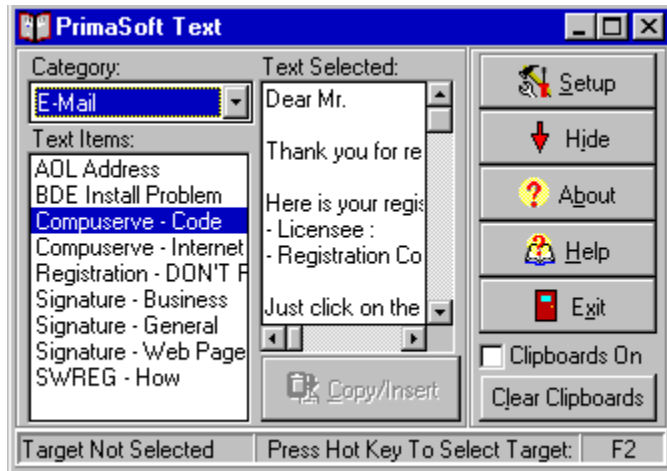 PrimaSoft Text
Category:
E-Mail
Text Items:
AOL Address
BDE Install Problem
Compuserve - Code
Compuserve - Internet
Registration - DON'T
Signature - Business
Signature - General
Signature - Web Page
SWREG - How
Text Selected:
Dear Mr.
Thank you for re
Here is your regis
- Licensee :
- Registration Co
Just click on the
Copy/Insert
Setup
Hide
About
Help
Exit
Clipboards On
Clear Clipboards
Target Not Selected
Press Hot Key To Select Target:
F2